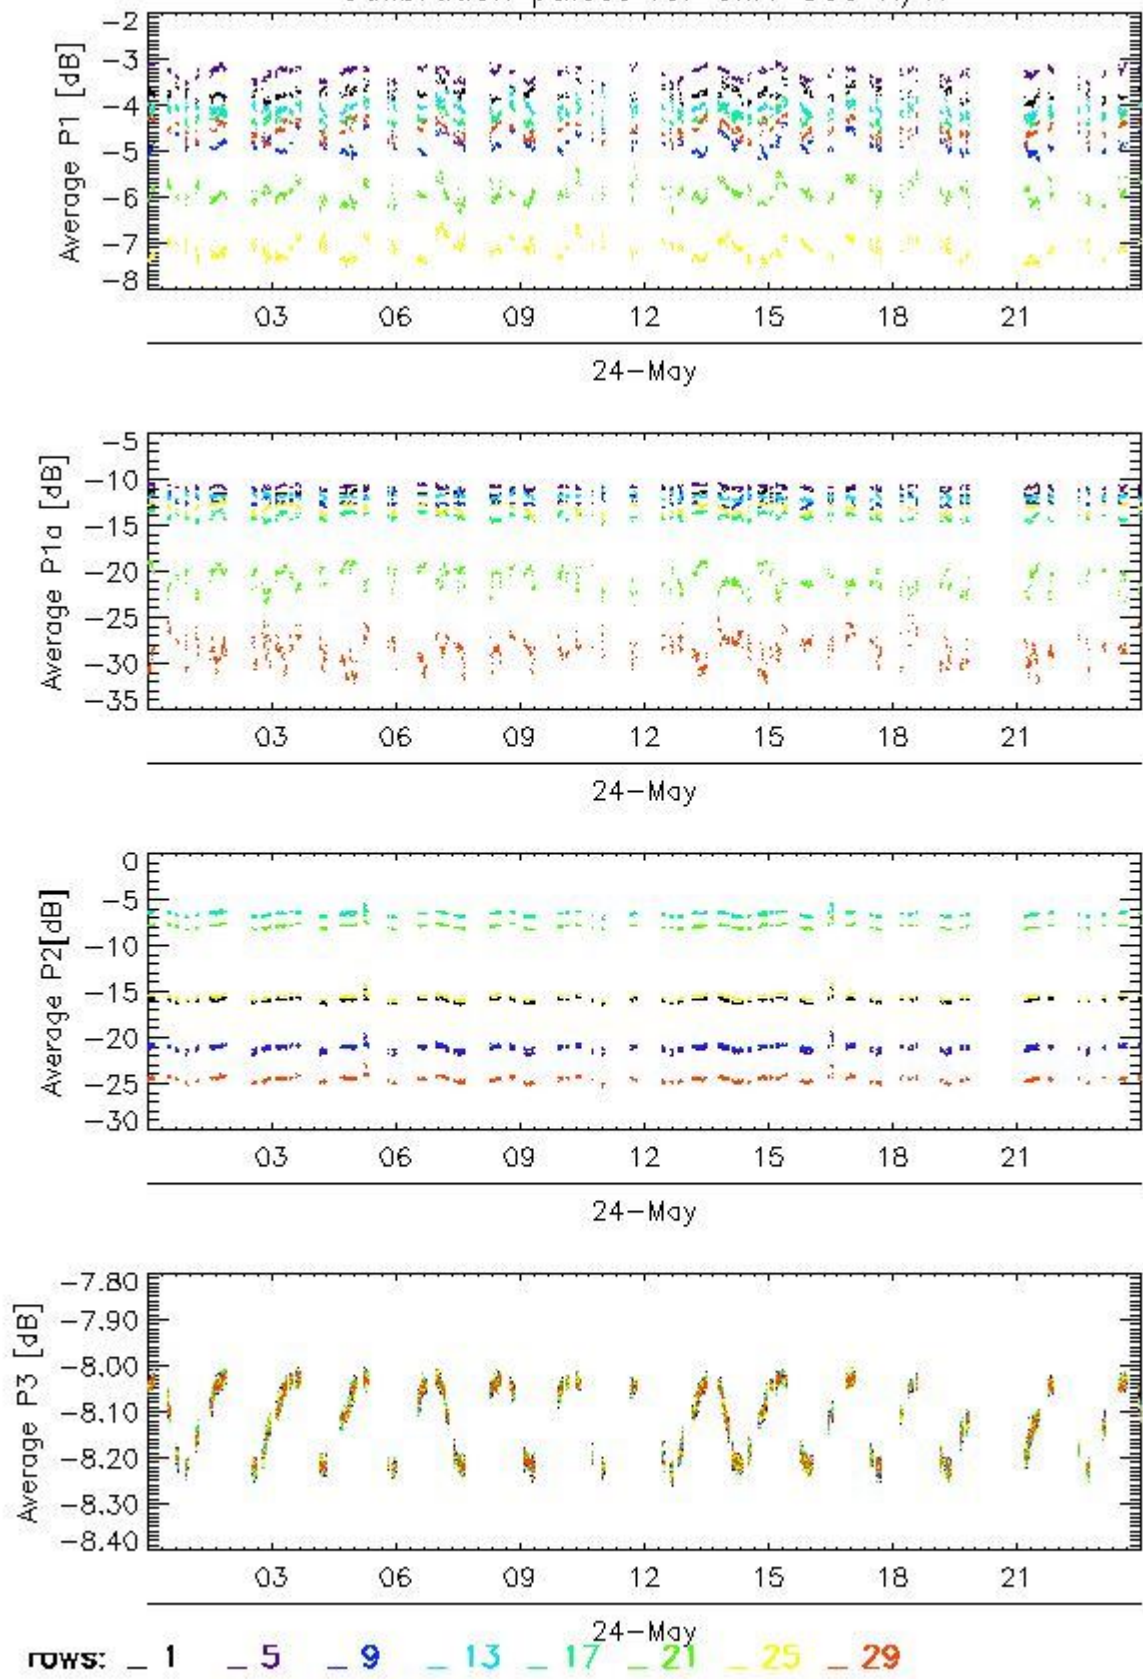 −2
−3
−4
−5
−6
−7
−8
Average P1 [dB]
03 06 09 12 15 18 21
24−May
−5
−10
−15
−20
−25
−30
−35
Average P1a [dB]
03 06 09 12 15 18 21
24−May
0
−5
−10
−15
−20
−25
−30
Average P2[dB]
03 06 09 12 15 18 21
24−May
−7.80
−7.90
−8.00
−8.10
−8.20
−8.30
−8.40
Average P3 [dB]
03 06 09 12 15 18 21
24−May
rows: _ 1 _ 5 _ 9 _ 13 _ 17 _ 21 _ 25 _ 29